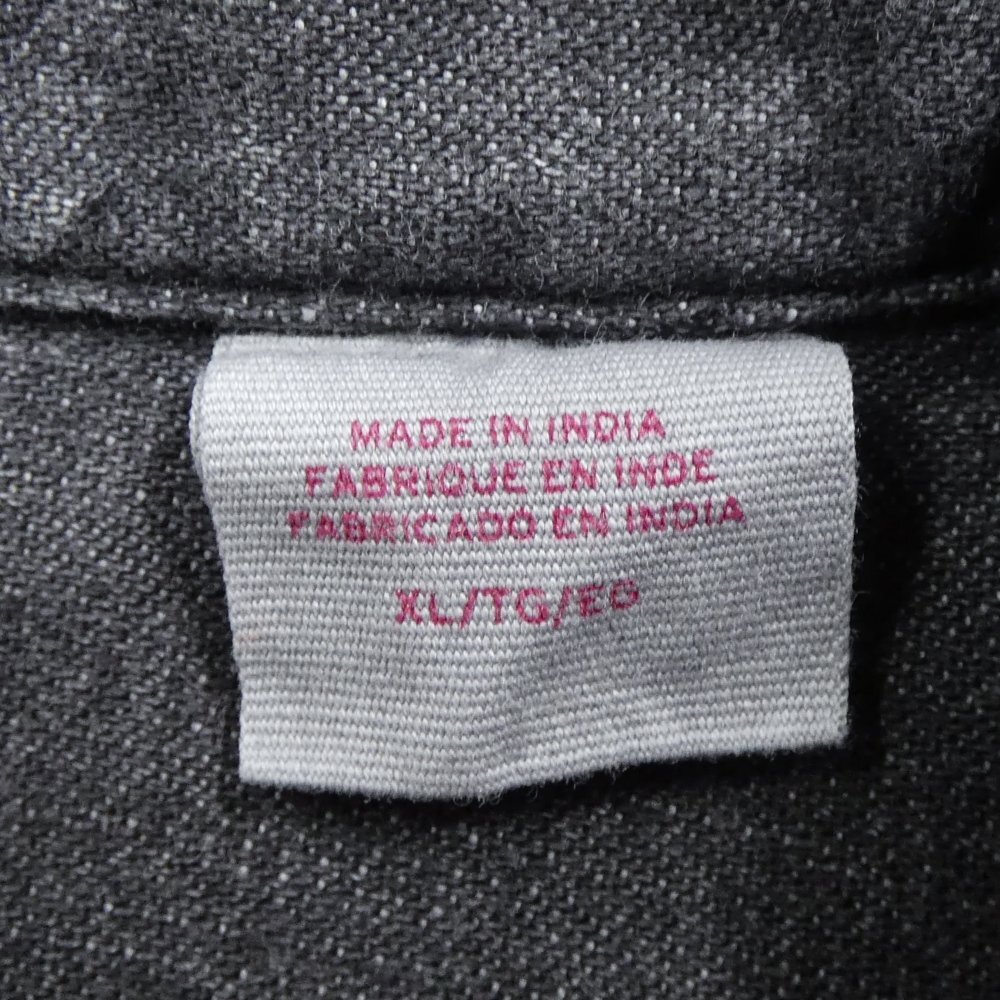 MADE IN INDIA
FABRIQUE EN INDE
FABRICADO EN INDIA
XL/TG/EG